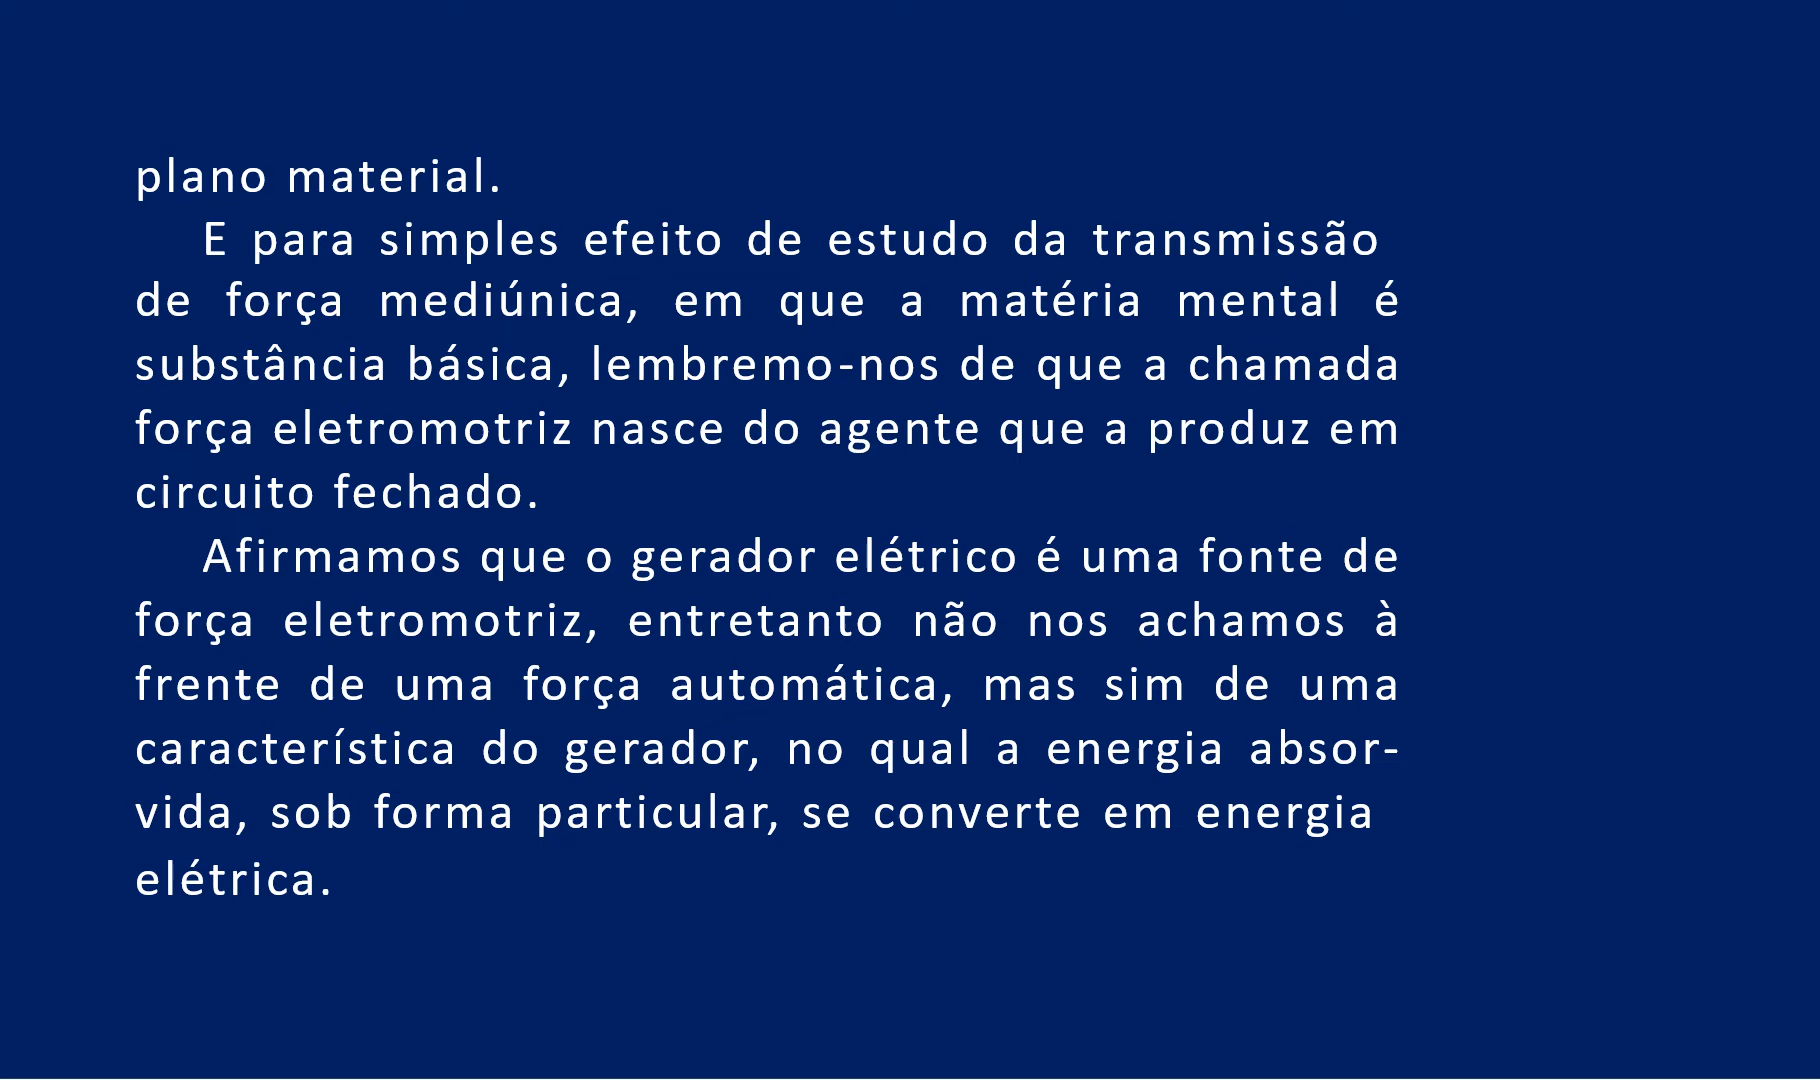 plano material.
E para simples efeito de estudo da transmissão
de força mediúnica, em que a matéria mental é
substância básica, lembremo-nos de que a chamada
força eletromotriz nasce do agente que a produz em
circuito fechado.
Afirmamos que o gerador elétrico é uma fonte de
força eletromotriz, entretanto não nos achamos à
frente de uma força automática, mas sim de uma
característica do gerador, no qual a energia absor-
vida, sob forma particular, se converte em energia
elétrica.